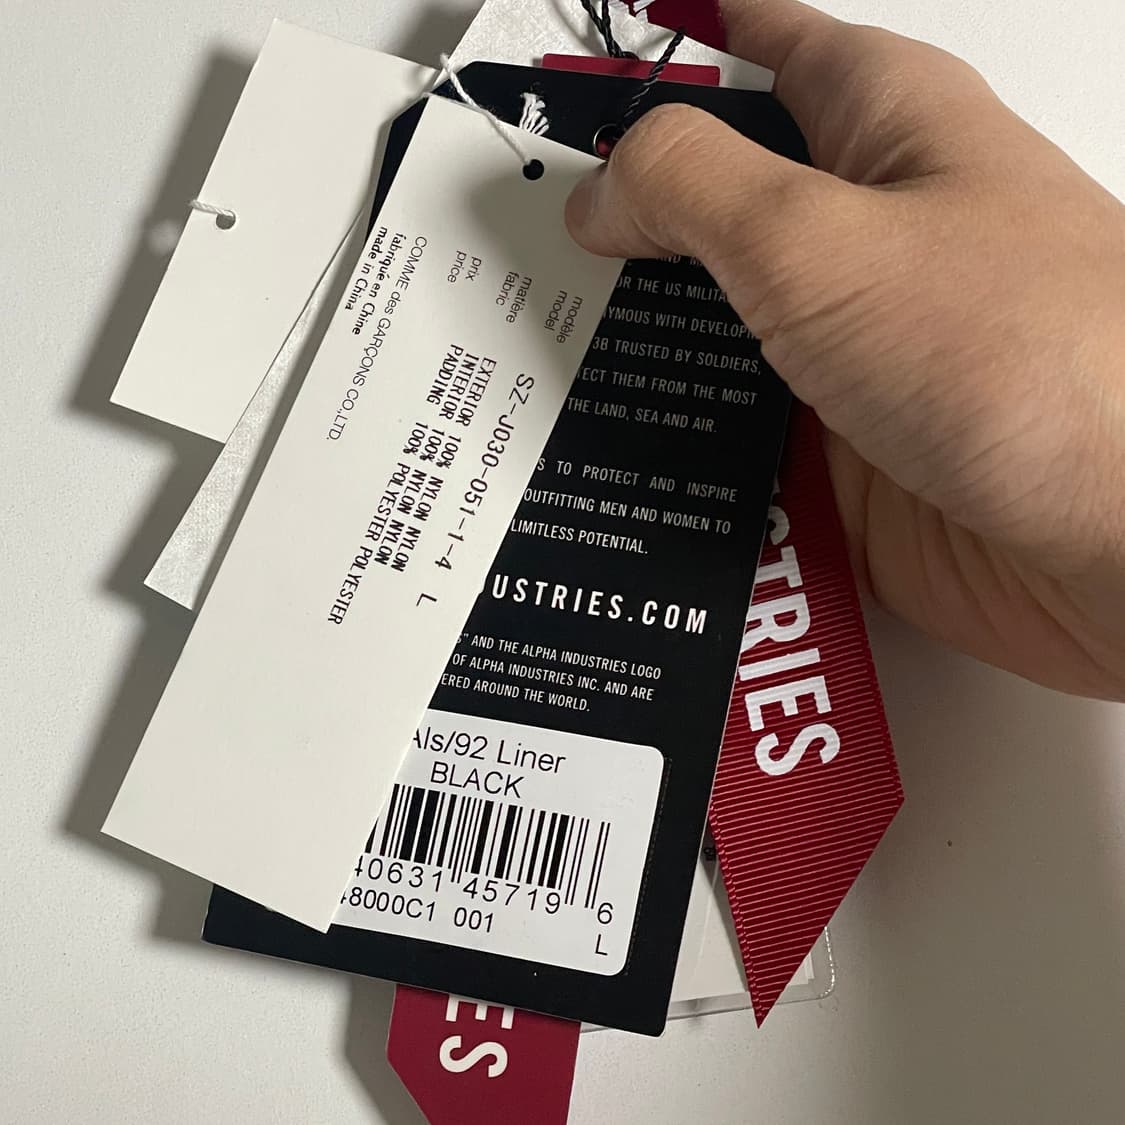 modèle
model SZ-J030-051-1-4 L
matière
fabric EXTERIOR 100% NYLON NYLON
INTERIOR 100% NYLON NYLON
PADDING 100% POLYESTER POLYESTER
prix
price
COMME des GARÇONS CO.,LTD.
fabriqué en Chine
made in China
THE US MILITA
YMOUS WITH DEVELOP
3B TRUSTED BY SOLDIERS,
ECT THEM FROM THE MOST
THE LAND, SEA AND AIR.
S TO PROTECT AND INSPIRE
OUTFITTING MEN AND WOMEN TO
LIMITLESS POTENTIAL.
USTRIES.COM
S" AND THE ALPHA INDUSTRIES LOGO
OF ALPHA INDUSTRIES INC. AND ARE
ERED AROUND THE WORLD.
Als/92 Liner
BLACK
40631 45719 6
8000C1 001
L
STRIES
ES